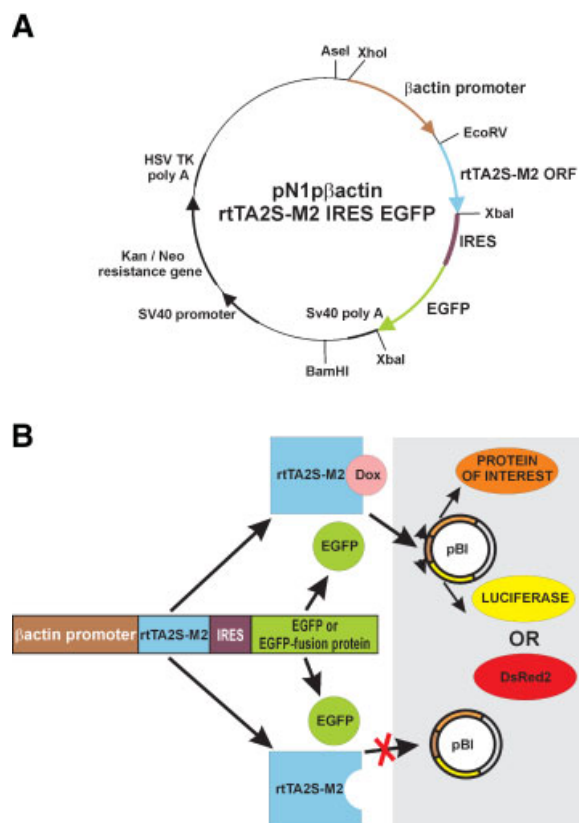 A
AseI
XhoI
βactin promoter
EcoRV
rtTA2S-M2 ORF
XbaI
IRES
EGFP
XbaI
Sv40 poly A
BamHI
SV40 promoter
Kan / Neo
resistance gene
HSV TK
poly A
pN1pβactin
rtTA2S-M2 IRES EGFP
B
rtTA2S-M2
Dox
EGFP
PROTEIN
OF INTEREST
pBI
LUCIFERASE
OR
DsRed2
βactin promoter
rtTA2S-M2
IRES
EGFP or
EGFP-fusion protein
EGFP
rtTA2S-M2
pBI